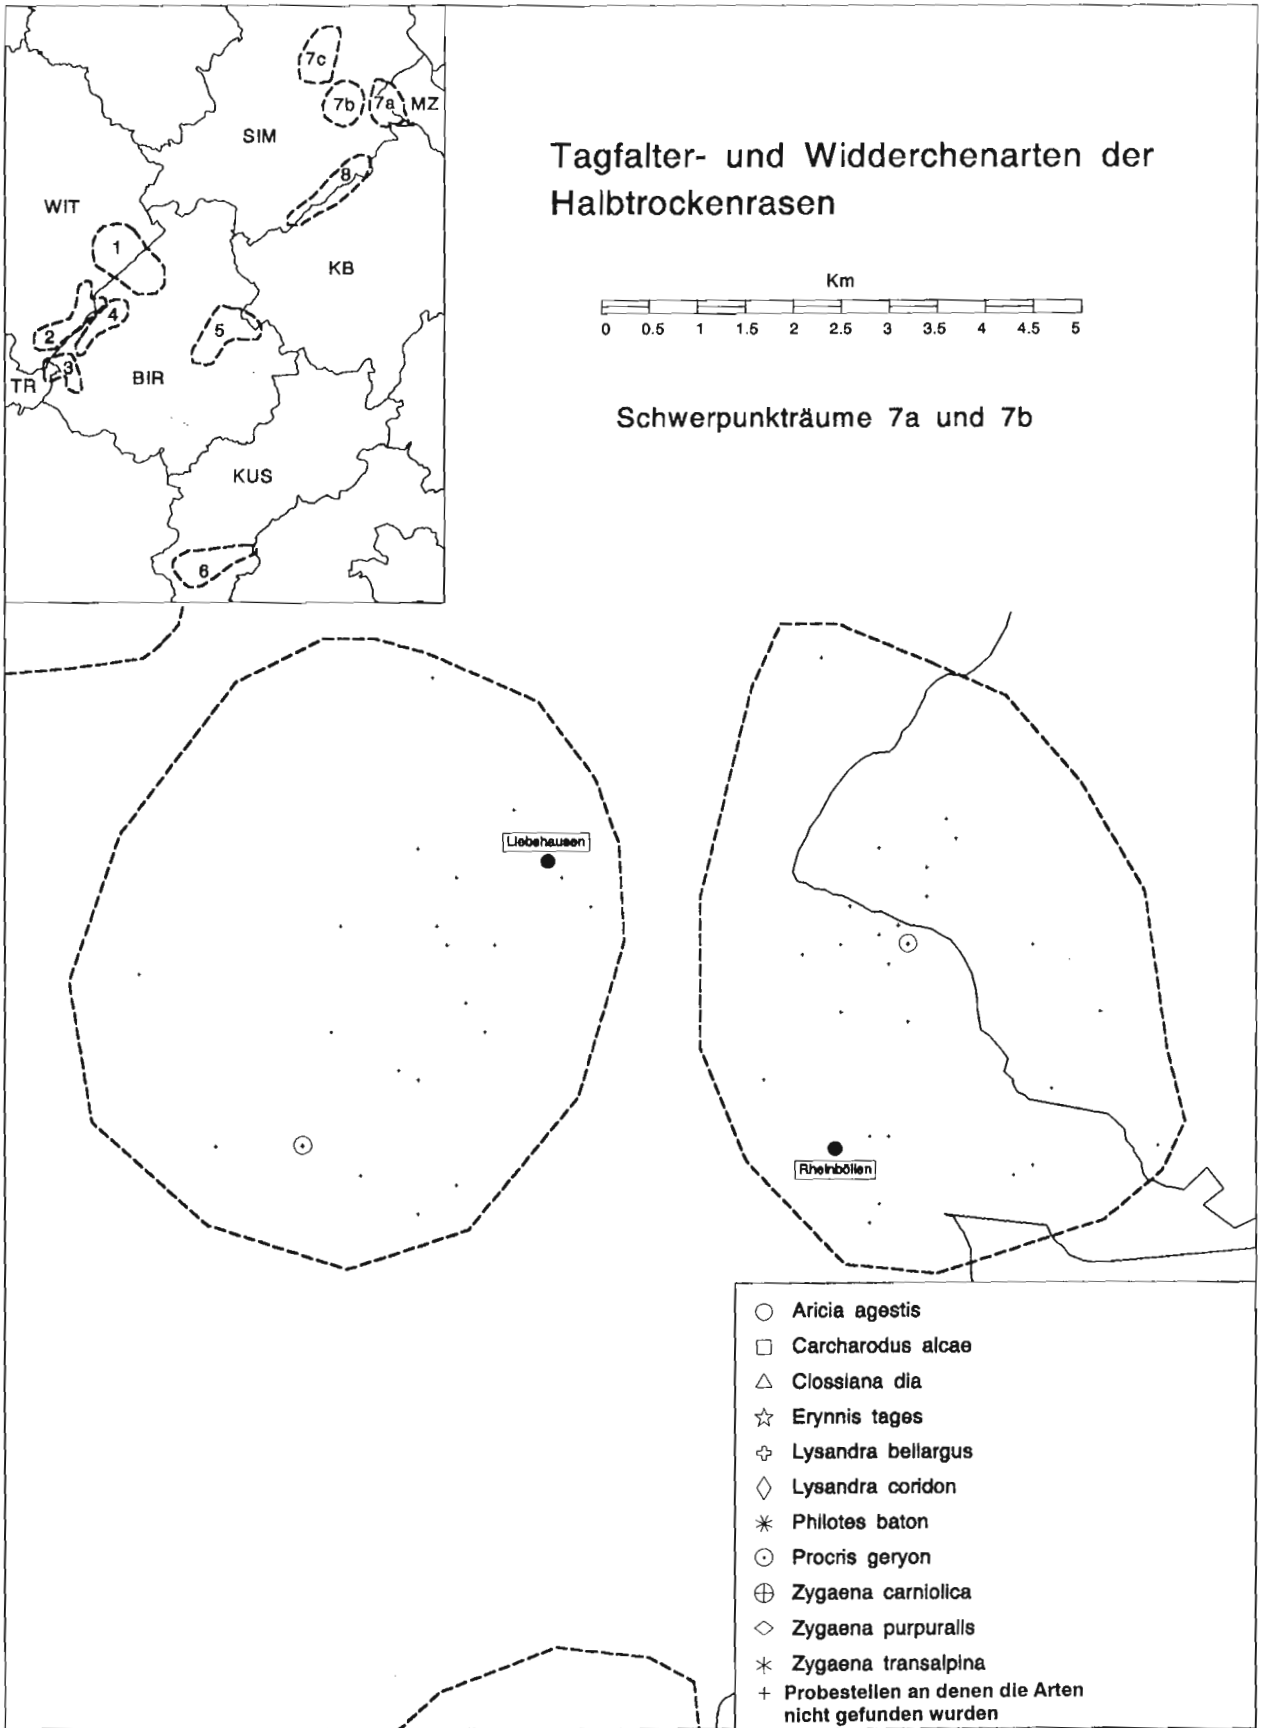 7c
7b
7a
MZ
SIM
8
WIT
1
KB
2
4
5
3
TR
BIR
KUS
6
Tagfalter- und Widderchenarten der
Halbtrockenrasen
Km
0 0.5 1 1.5 2 2.5 3 3.5 4 4.5 5
Schwerpunkträume 7a und 7b
Liebshausen
Rheinböllen
Aricia agestis
Carcharodus alcae
Clossiana dia
Erynnis tages
Lysandra bellargus
Lysandra coridon
Philotes baton
Procris geryon
Zygaena carniolica
Zygaena purpuralis
Zygaena transalpina
Probestellen an denen die Arten
nicht gefunden wurden